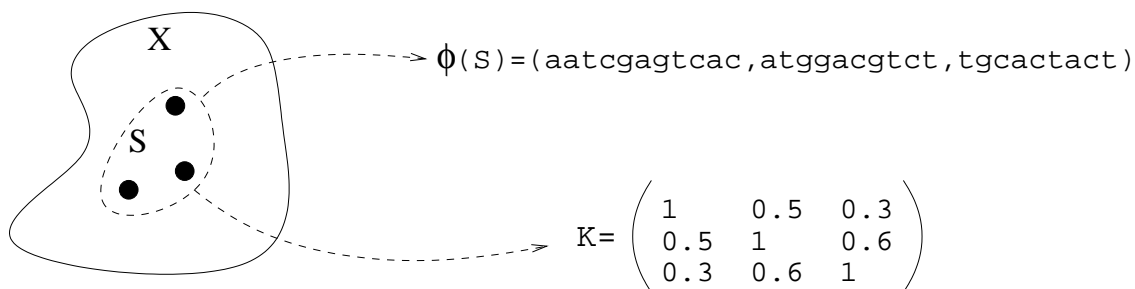 X
ϕ(S)=(aatcgagtcac,atggacgtct,tgcactact)
S
K=
1 0.5 0.3
0.5 1 0.6
0.3 0.6 1